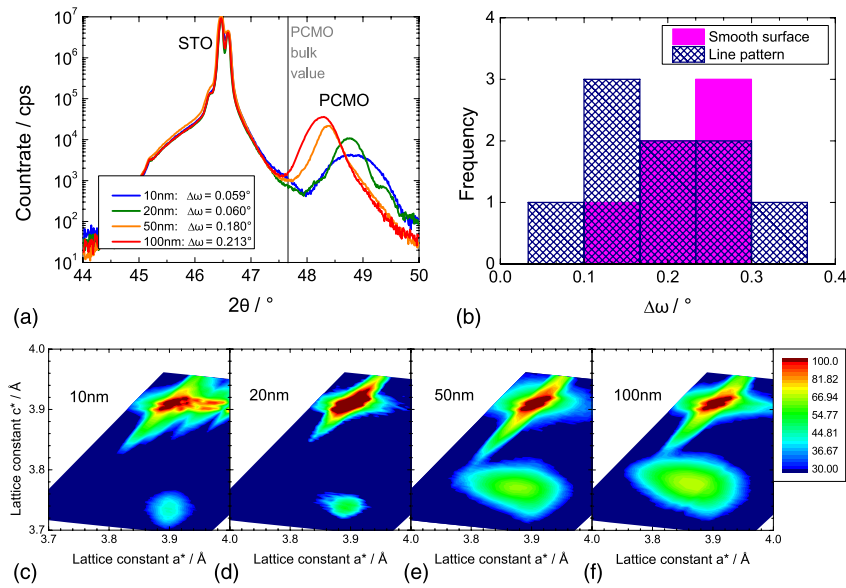 10⁷
10⁶
10⁵
10⁴
10³
10²
10¹
Countrate / cps
STO
PCMO
bulk
value
PCMO
10nm: Δω = 0.059°
20nm: Δω = 0.060°
50nm: Δω = 0.180°
100nm: Δω = 0.213°
44 45 46 47 48 49 50
2θ / °
(a)
4
3
2
1
0
Frequency
Smooth surface
Line pattern
0.0 0.1 0.2 0.3 0.4
Δω / °
(b)
4.0
3.9
3.8
3.7
Lattice constant c* / Å
10nm
20nm
50nm
100nm
100.0
81.82
66.94
54.77
44.81
36.67
30.00
3.7 3.8 3.9 4.0 3.8 3.9 4.0 3.8 3.9 4.0 3.8 3.9 4.0
Lattice constant a* / Å
Lattice constant a* / Å
Lattice constant a* / Å
Lattice constant a* / Å
(c)
(d)
(e)
(f)